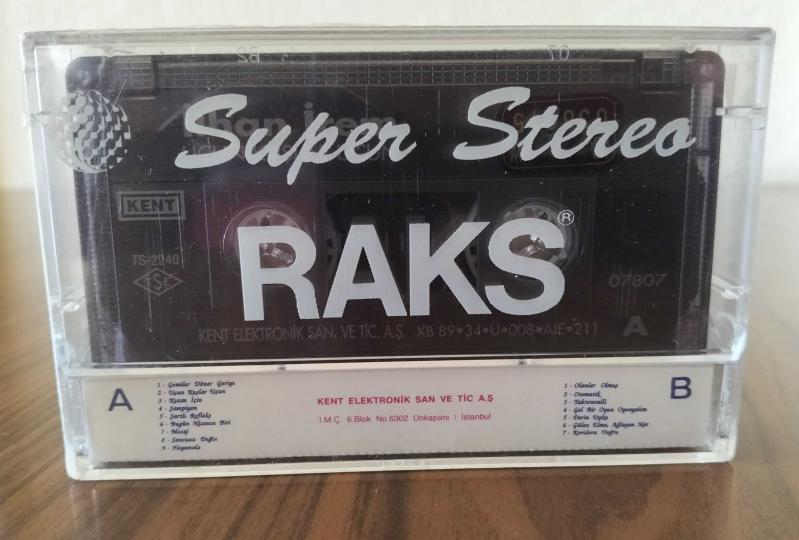 Super Stereo
KENT
RAKS®
TS-2240
TSE
07807
KENT ELEKTRONİK SAN. VE TİC. A.Ş. KB 89•34•Ü•008•AIE•211
A
A
1 - Gemiler Döner Geriye
2 - Uçun Kuşlar Uçun
3 - Kızım İçin
4 - Şampiyon
5 - Şartlı Refleks
6 - Bugün Nisanın Biri
7 - Mesaj
8 - Sonsuza Değin
9 - Hayamola
KENT ELEKTRONİK SAN VE TİC A.Ş
İ.M.Ç. 6.Blok No.6302 Unkapanı / İstanbul
1 - Olanlar Olmuş
2 - Otomatik
3 - Tahterevalli
4 - Gel Bir Oyun Oynayalım
5 - Derin Uyku
6 - Gülen Elma, Ağlayan Nar
7 - Koridora Doğru
B